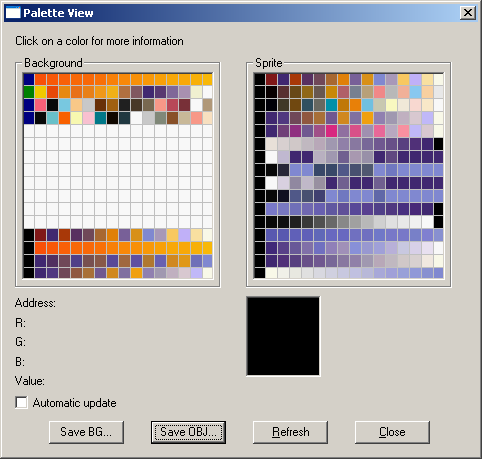 Palette View
Click on a color for more information
Background
Sprite
Address:
R:
G:
B:
Value:
Automatic update
Save BG...
Save OBJ...
Refresh
Close